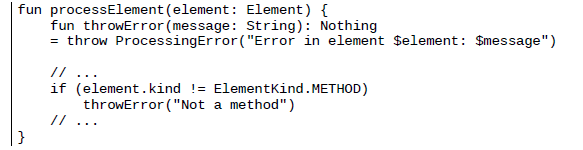 fun processElement(element: Element) {
    fun throwError(message: String): Nothing
    = throw ProcessingError("Error in element $element: $message")

    // ...
    if (element.kind != ElementKind.METHOD)
        throwError("Not a method")
    // ...
}